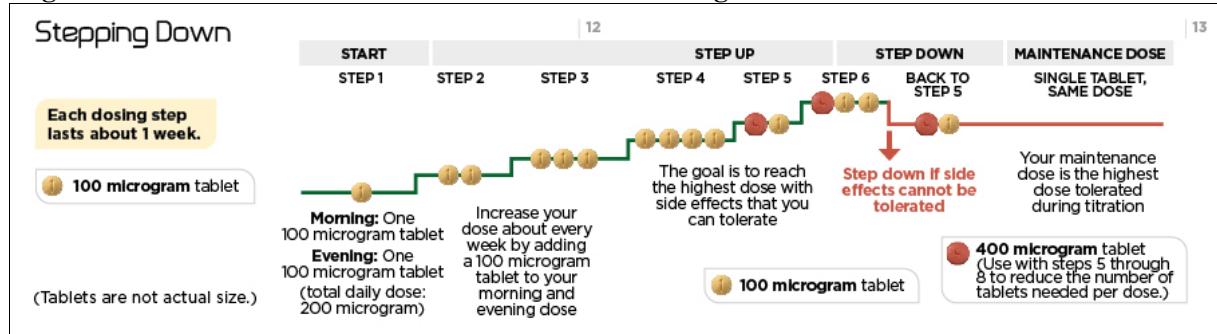 Stepping Down
12
13
START
STEP UP
STEP DOWN
MAINTENANCE DOSE
STEP 1
STEP 2
STEP 3
STEP 4
STEP 5
STEP 6
BACK TO
STEP 5
SINGLE TABLET,
SAME DOSE
Each dosing step
lasts about 1 week.
100 microgram tablet
Morning: One
100 microgram tablet
Evening: One
100 microgram tablet
(total daily dose:
200 microgram)
Increase your
dose about every
week by adding
a 100 microgram
tablet to your
morning and
evening dose
The goal is to reach
the highest dose with
side effects that you
can tolerate
Step down if side
effects cannot be
tolerated
Your maintenance
dose is the highest
dose tolerated
during titration
100 microgram tablet
400 microgram tablet
(Use with steps 5 through
8 to reduce the number of
tablets needed per dose.)
(Tablets are not actual size.)